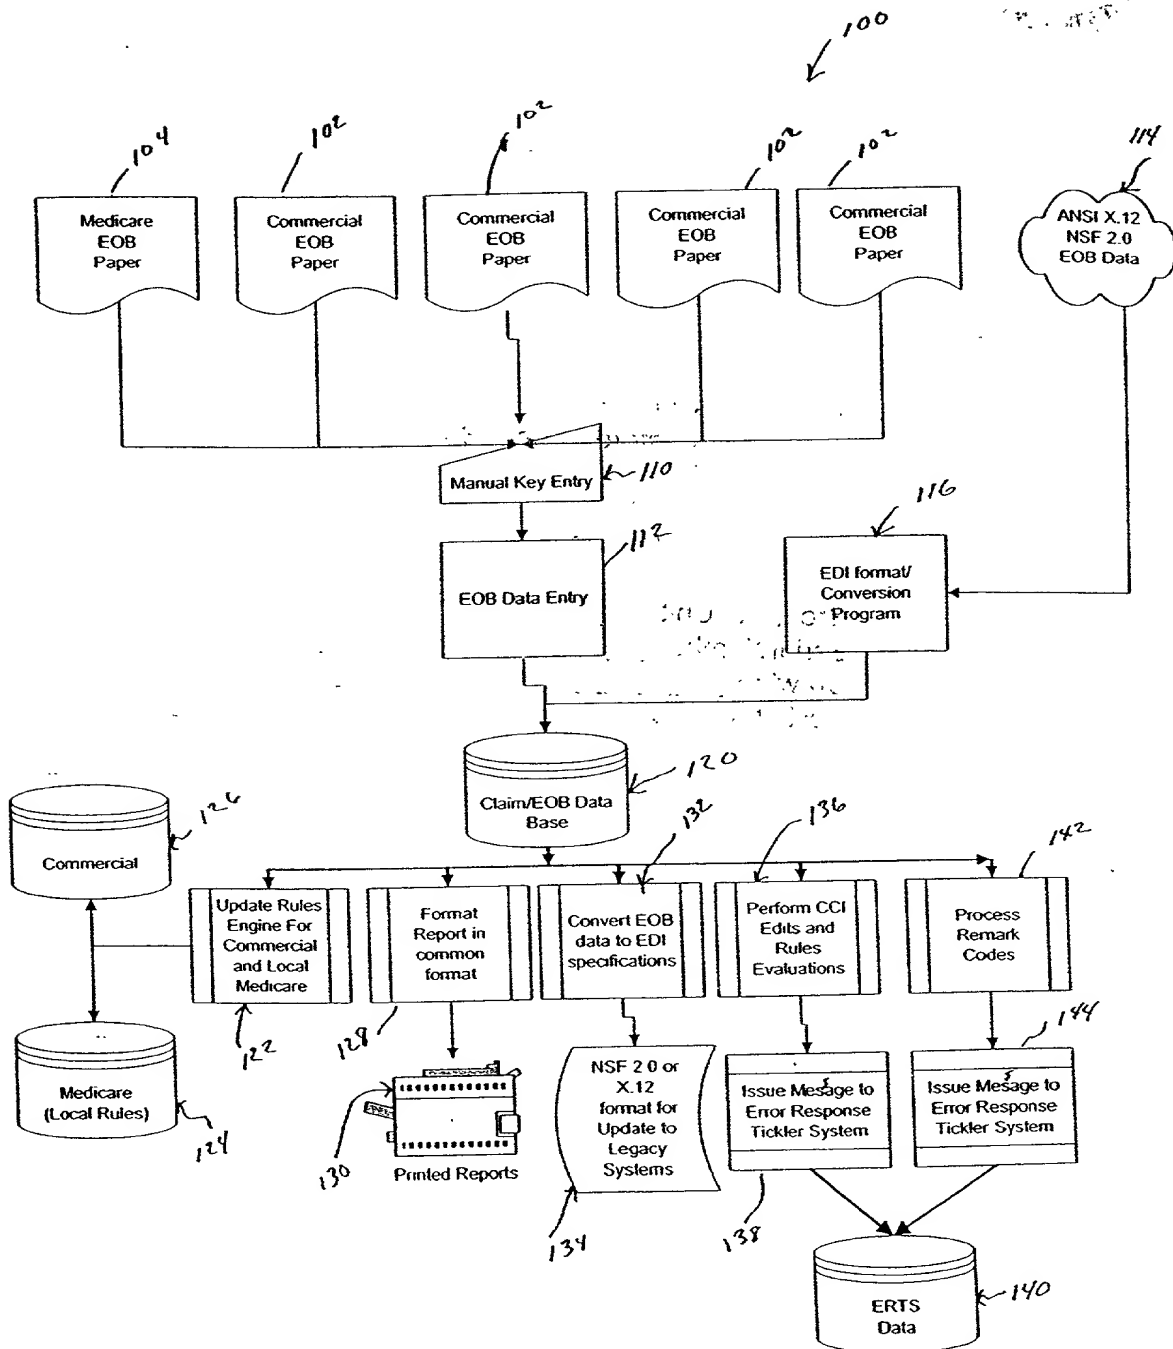 100
104
102
102
102
102
114
Medicare
EOB
Paper
Commercial
EOB
Paper
Commercial
EOB
Paper
Commercial
EOB
Paper
Commercial
EOB
Paper
ANSI X.12
NSF 2.0
EOB Data
Manual Key Entry
110
112
EOB Data Entry
116
EDI format/
Conversion
Program
120
Claim/EOB Data
Base
126
Commercial
132
136
142
Update Rules
Engine For
Commercial
and Local
Medicare
Format
Report in
common
format
Convert EOB
data to EDI
specifications
Perform CCI
Edits and
Rules
Evaluations
Process
Remark
Codes
122
128
144
Medicare
(Local Rules)
124
130
Printed Reports
NSF 2.0 or
X.12
format for
Update to
Legacy
Systems
134
Issue Mesage to
Error Response
Tickler System
s
138
Issue Mesage to
Error Response
Tickler System
s
ERTS
Data
140